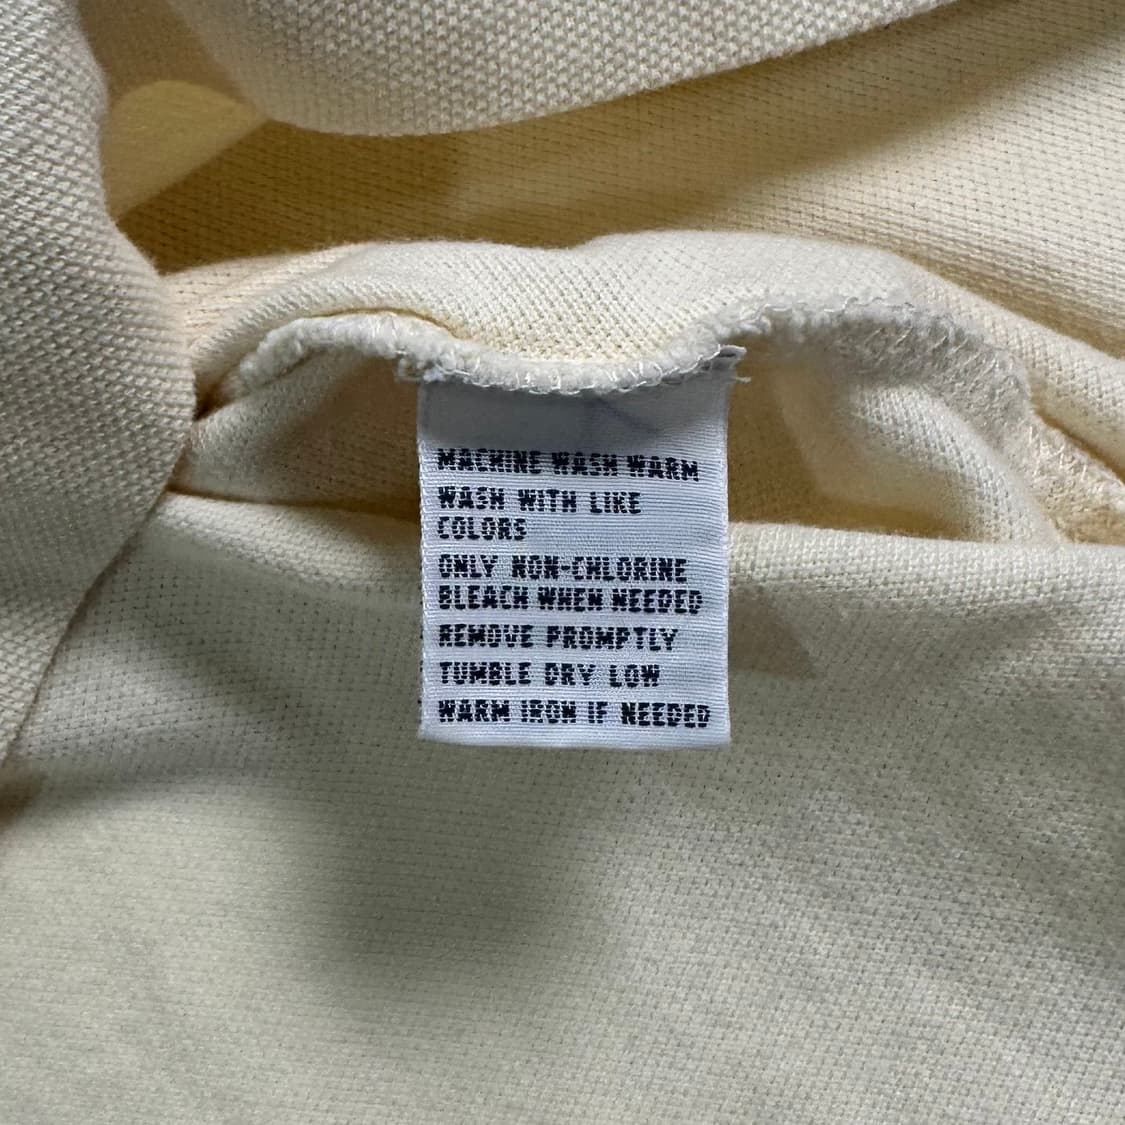 MACHINE WASH WARM
WASH WITH LIKE
COLORS
ONLY NON-CHLORINE
BLEACH WHEN NEEDED
REMOVE PROMPTLY
TUMBLE DRY LOW
WARM IRON IF NEEDED